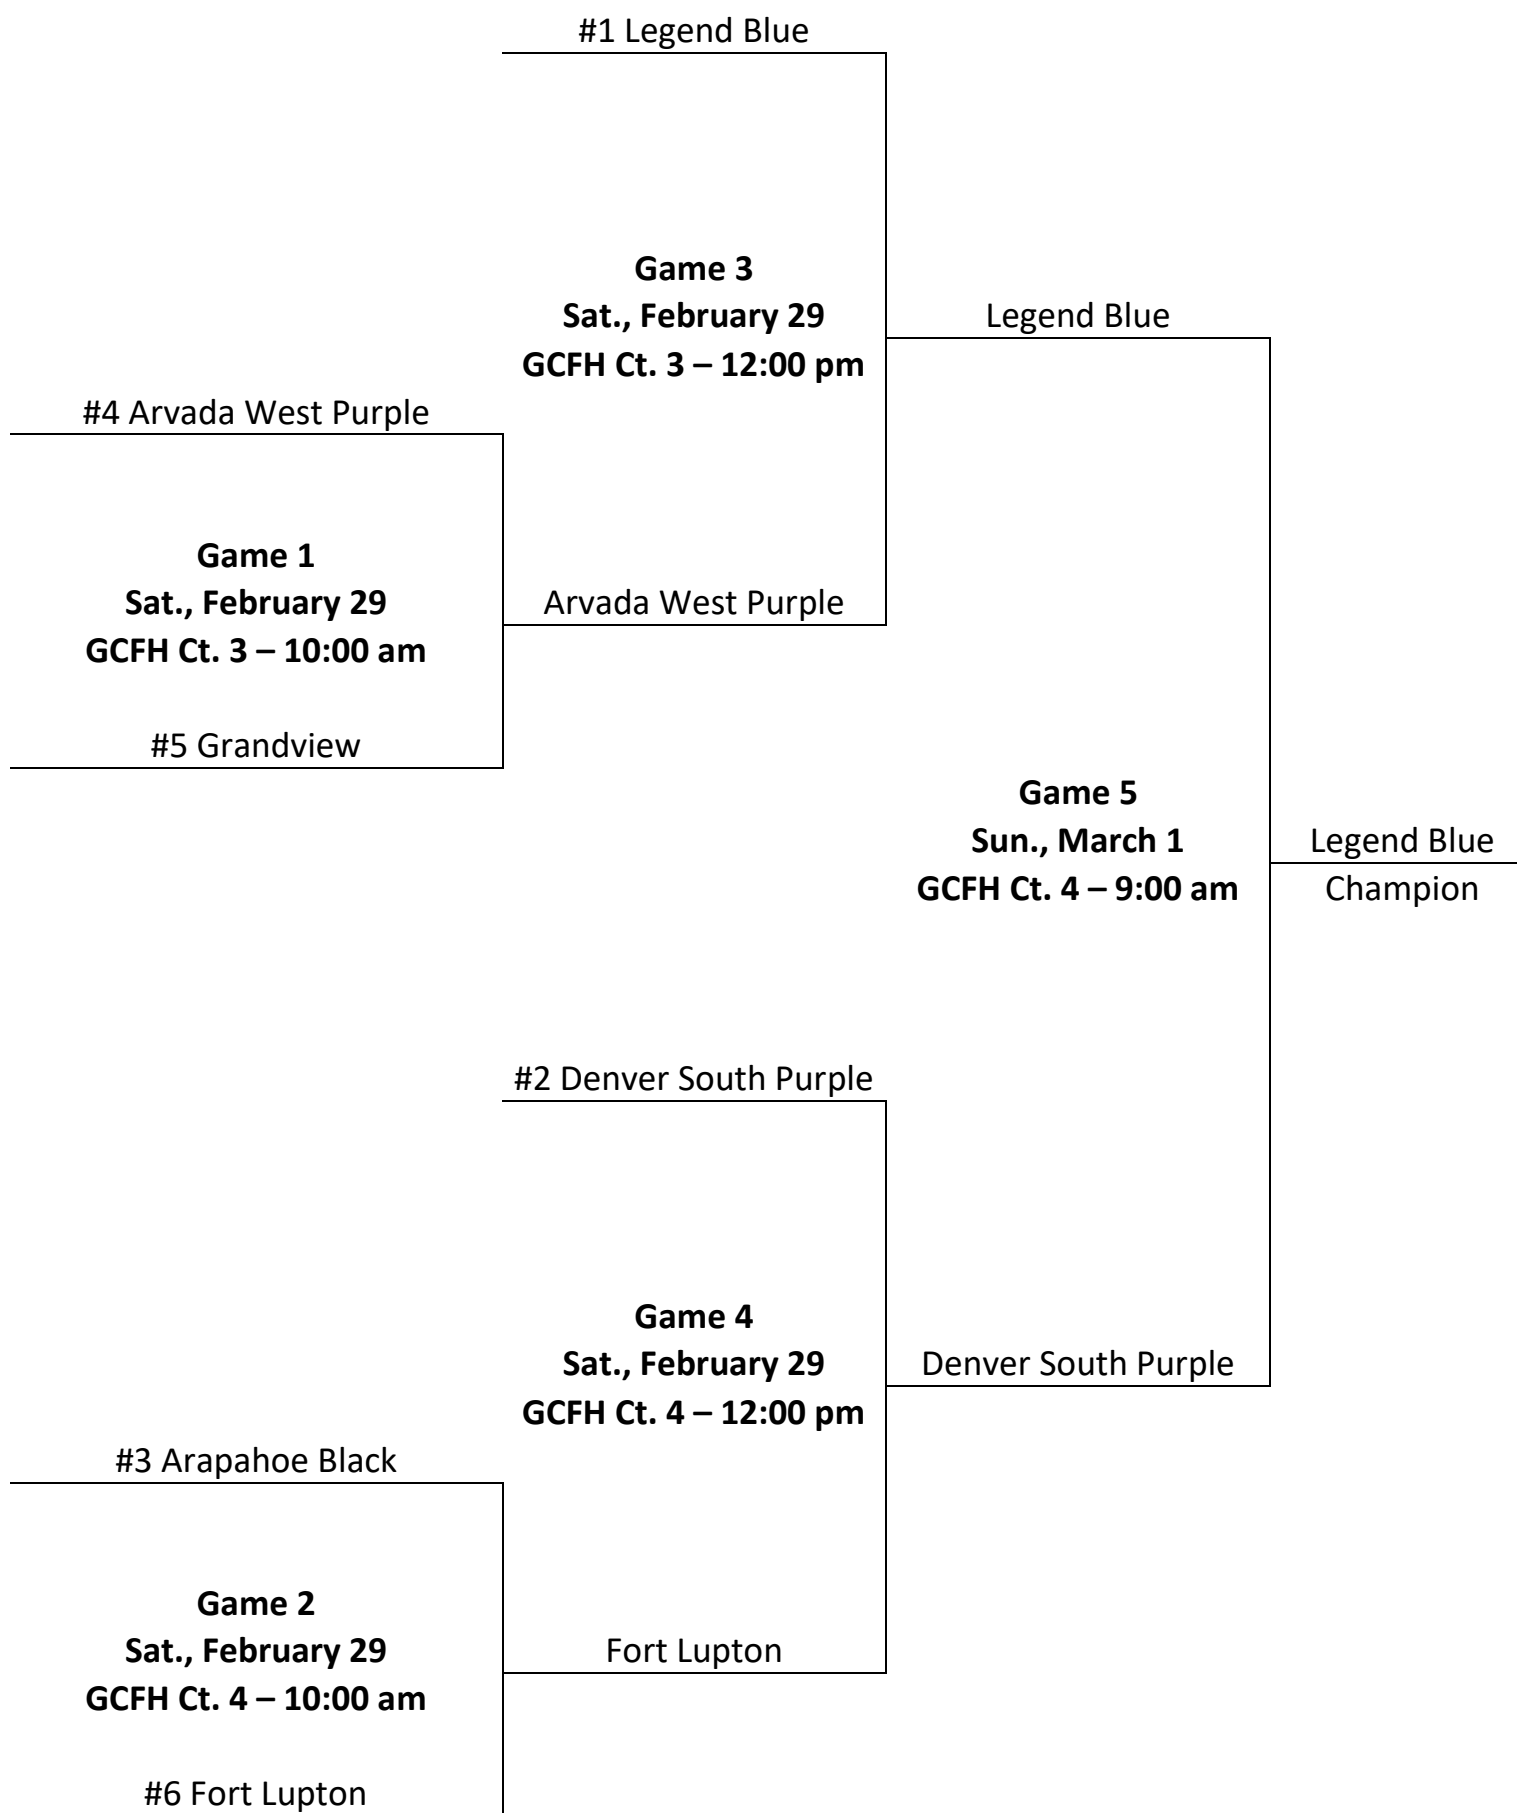 #1 Legend Blue
Game 3
Sat., February 29
GCFH Ct. 3 – 12:00 pm
Legend Blue
#4 Arvada West Purple
Game 1
Sat., February 29
GCFH Ct. 3 – 10:00 am
Arvada West Purple
#5 Grandview
Game 5
Sun., March 1
GCFH Ct. 4 – 9:00 am
Legend Blue
Champion
#2 Denver South Purple
Game 4
Sat., February 29
GCFH Ct. 4 – 12:00 pm
Denver South Purple
#3 Arapahoe Black
Game 2
Sat., February 29
GCFH Ct. 4 – 10:00 am
Fort Lupton
#6 Fort Lupton